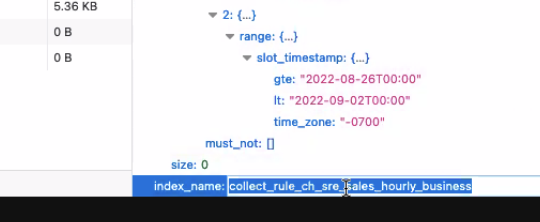 5.36 KB
0 B
0 B
2: {...}
range: {...}
slot_timestamp: {...}
gte: "2022-08-26T00:00"
lt: "2022-09-02T00:00"
time_zone: "-0700"
must_not: []
size: 0
index_name: collect_rule_ch_sre_sales_hourly_business